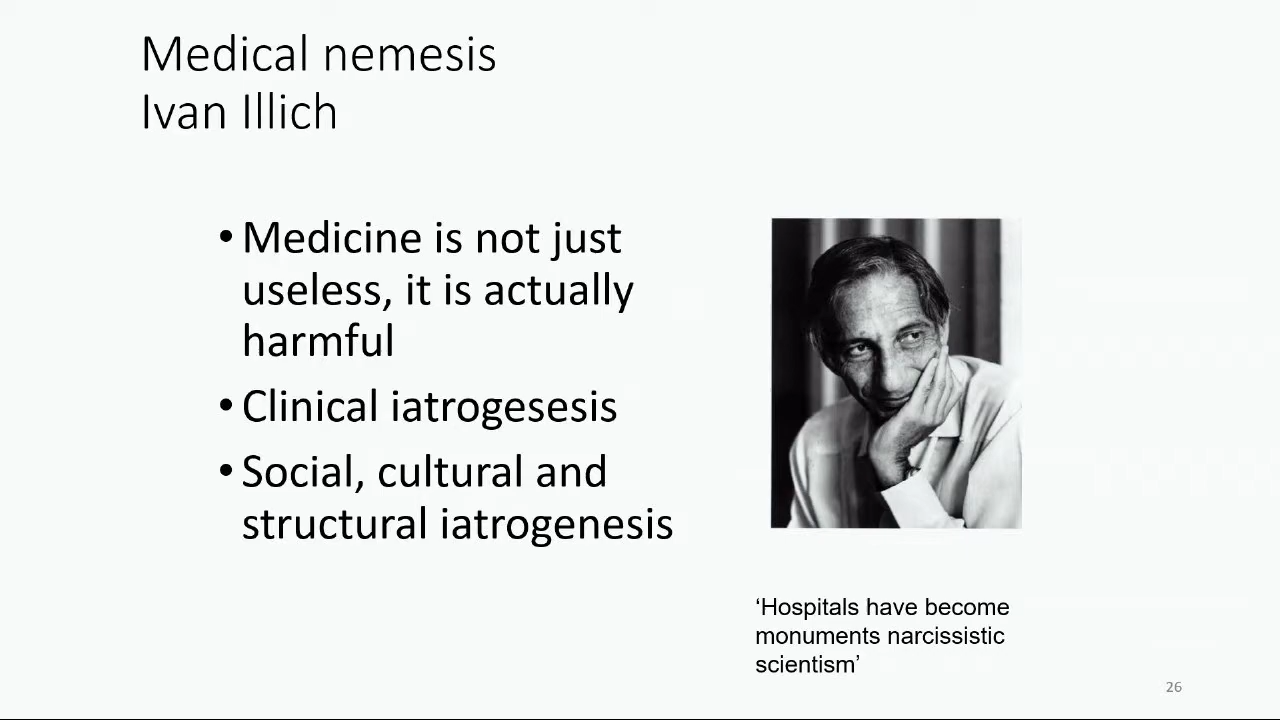 Medical nemesis
Ivan Illich
• Medicine is not just
useless, it is actually
harmful
• Clinical iatrogesesis
• Social, cultural and
structural iatrogenesis
‘Hospitals have become
monuments narcissistic
scientism’
26